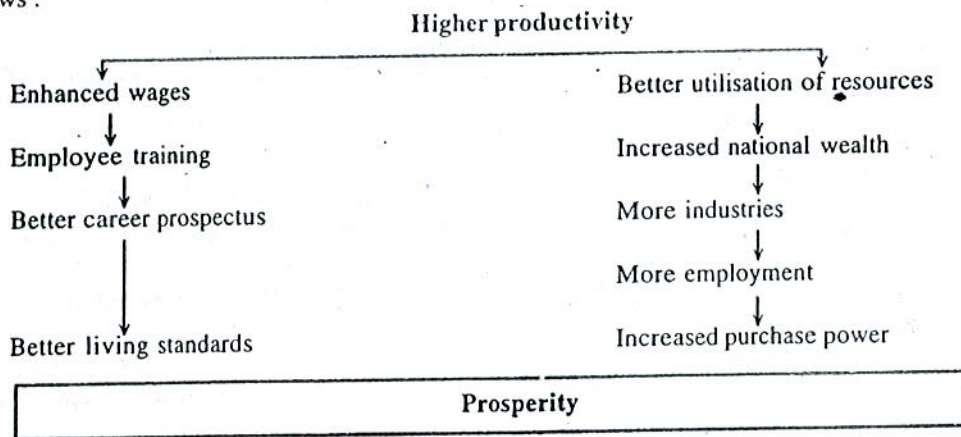 ws :
Higher productivity
Enhanced wages
Employee training
Better career prospectus
Better living standards
Better utilisation of resources
Increased national wealth
More industries
More employment
Increased purchase power
Prosperity